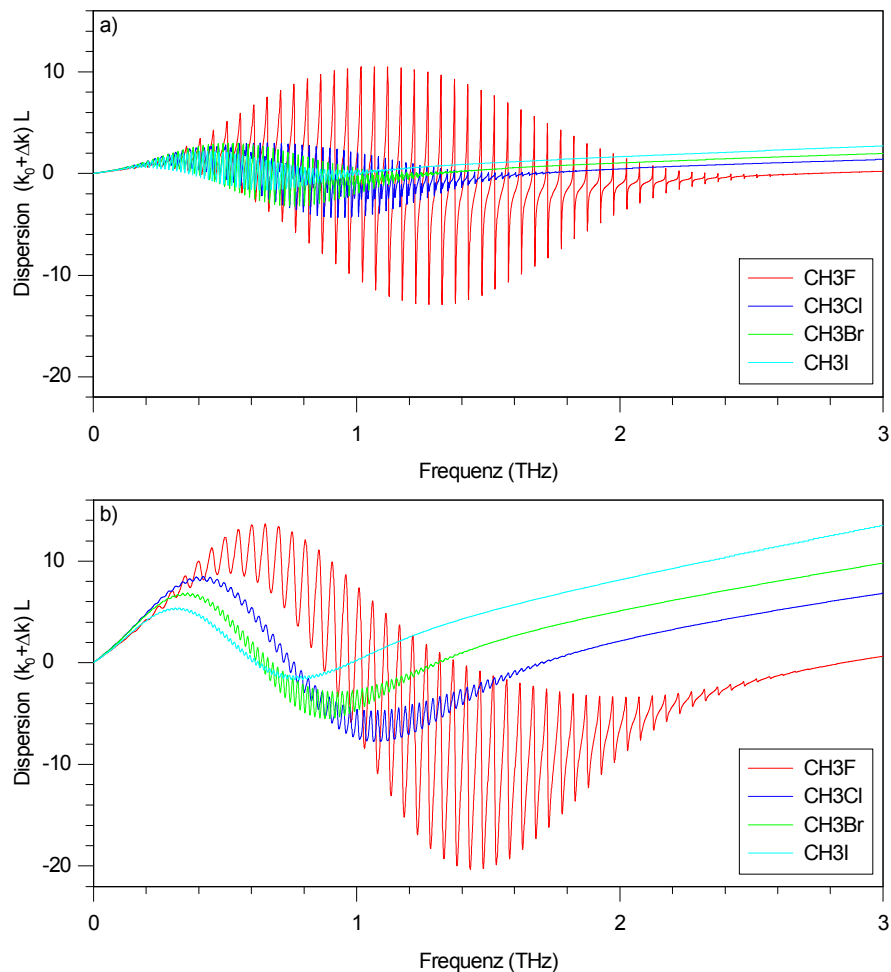 a)
Dispersion (k₀+Δk) L
10
0
-10
-20
CH3F
CH3Cl
CH3Br
CH3I
0
1
2
3
Frequenz (THz)
b)
Dispersion (k₀+Δk) L
10
0
-10
-20
CH3F
CH3Cl
CH3Br
CH3I
0
1
2
3
Frequenz (THz)